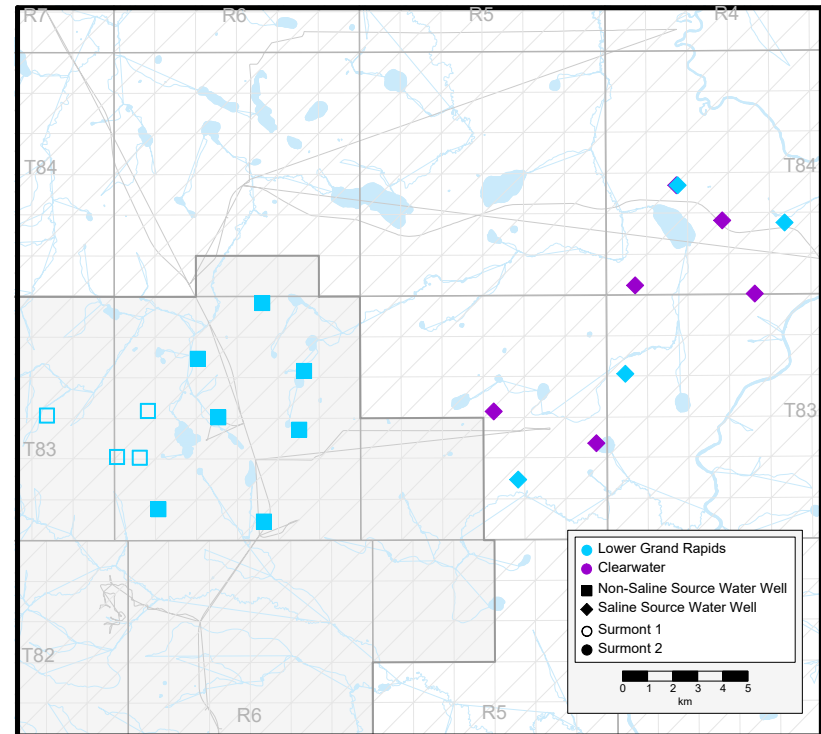 R7
R6
R5
R4
T84
T84
T83
T83
Lower Grand Rapids
Clearwater
Non-Saline Source Water Well
Saline Source Water Well
Surmont 1
Surmont 2
0 1 2 3 4 5
km
T82
R6
R5